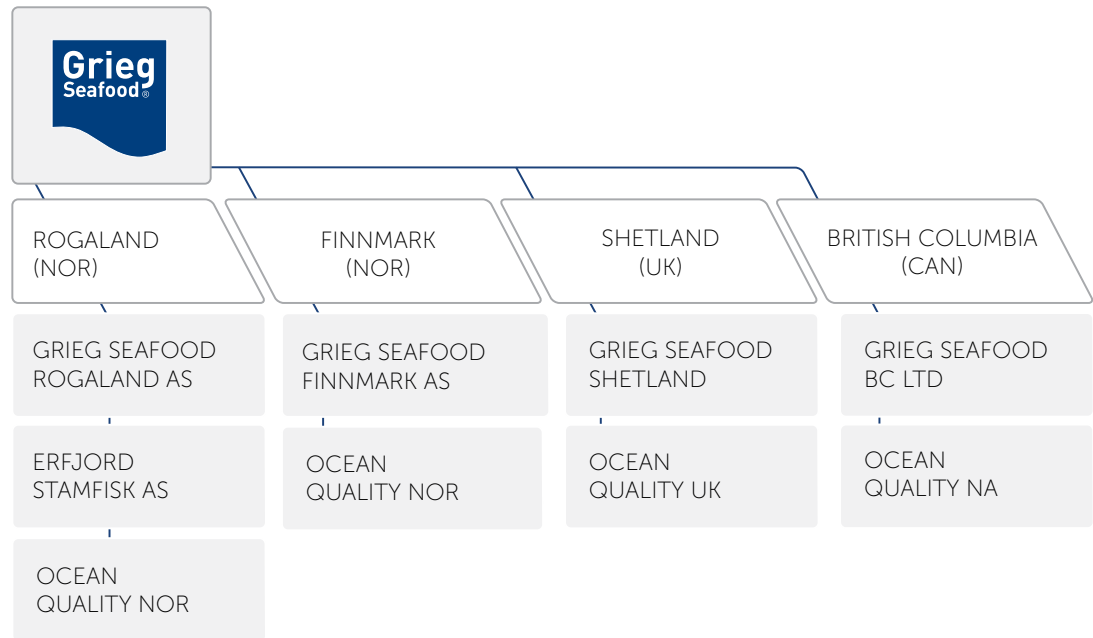 Grieg
Seafood®
ROGALAND
(NOR)
FINNMARK
(NOR)
SHETLAND
(UK)
BRITISH COLUMBIA
(CAN)
GRIEG SEAFOOD
ROGALAND AS
GRIEG SEAFOOD
FINNMARK AS
GRIEG SEAFOOD
SHETLAND
GRIEG SEAFOOD
BC LTD
ERFJORD
STAMFISK AS
OCEAN
QUALITY NOR
OCEAN
QUALITY UK
OCEAN
QUALITY NA
OCEAN
QUALITY NOR